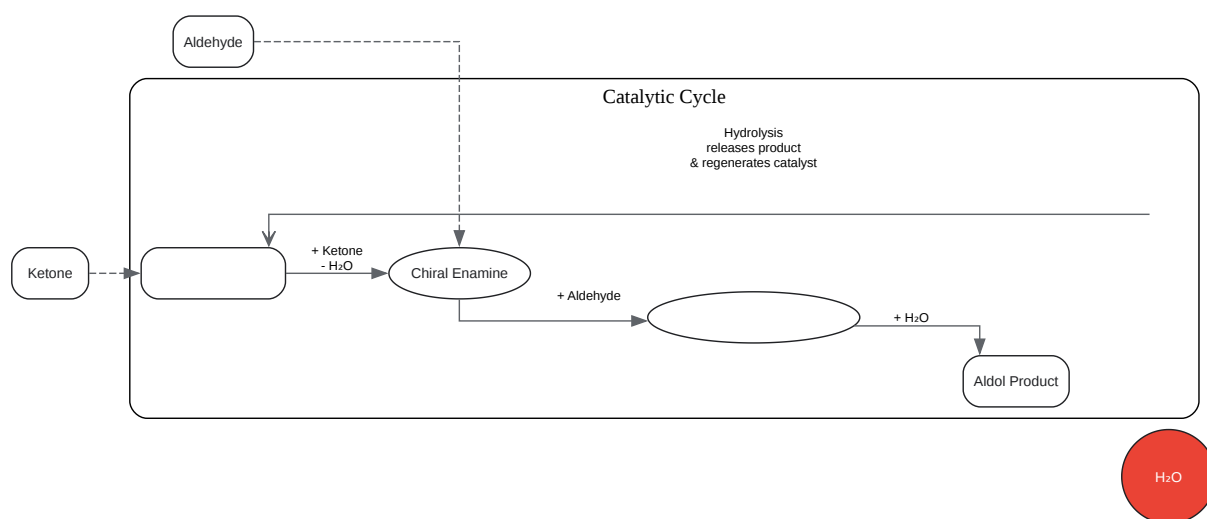 Aldehyde
Catalytic Cycle
Hydrolysis
releases product
& regenerates catalyst
Ketone
+ Ketone
- H₂O
Chiral Enamine
+ Aldehyde
+ H₂O
Aldol Product
H₂O